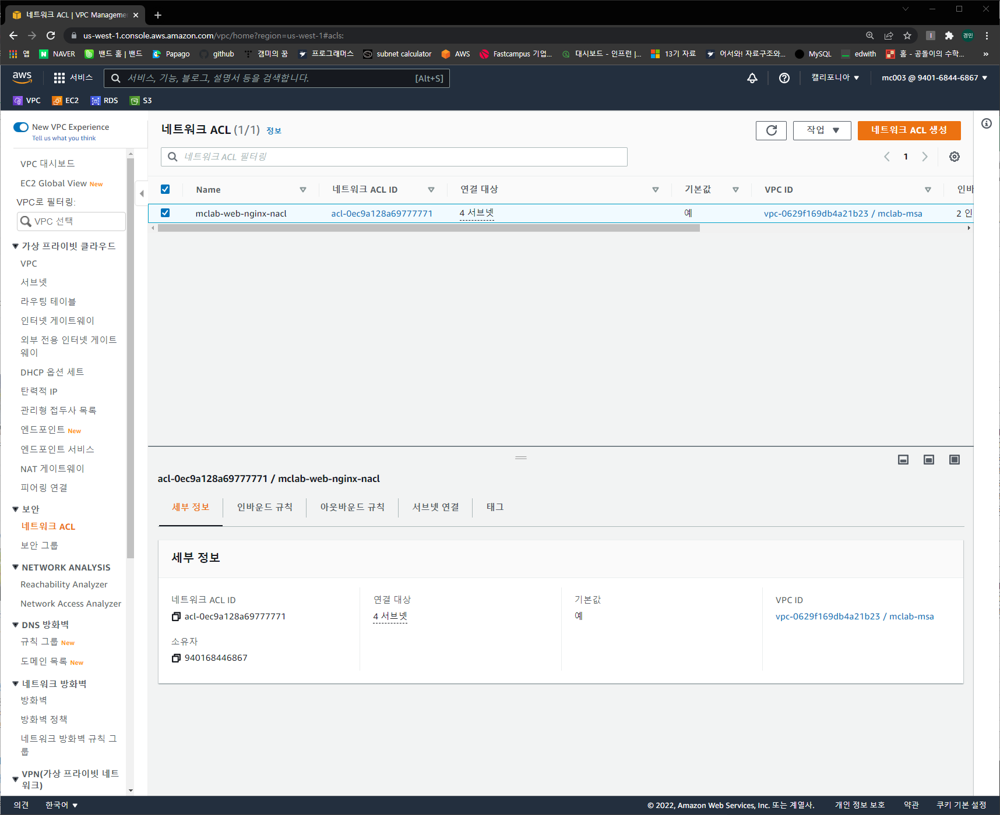 네트워크 ACL | VPC Manageme
us-west-1.console.aws.amazon.com/vpc/home?region=us-west-1#acls:
경민
앱 NAVER 밴드 홈 | 밴드 Papago github 캠미의 꿈 프로그래머스 subnet calculator AWS Fastcampus 기업... 대시보드 - 인프런 |... 13기 자료 어서와! 자료구조와... MySQL edwith 홈 - 공돌이의 수학... »
aws 서비스 서비스, 기능, 블로그, 설명서 등을 검색합니다. [Alt+S] 캘리포니아 mc003 @ 9401-6844-6867
VPC EC2 RDS S3
New VPC Experience
Tell us what you think
VPC 대시보드
EC2 Global View New
VPC로 필터링:
VPC 선택
가상 프라이빗 클라우드
VPC
서브넷
라우팅 테이블
인터넷 게이트웨이
외부 전용 인터넷 게이트
웨이
DHCP 옵션 세트
탄력적 IP
관리형 접두사 목록
엔드포인트 New
엔드포인트 서비스
NAT 게이트웨이
피어링 연결
보안
네트워크 ACL
보안 그룹
NETWORK ANALYSIS
Reachability Analyzer
Network Access Analyzer
DNS 방화벽
규칙 그룹 New
도메인 목록 New
네트워크 방화벽
방화벽
방화벽 정책
네트워크 방화벽 규칙 그
룹
VPN(가상 프라이빗 네트
워크)
네트워크 ACL (1/1) 정보
작업
네트워크 ACL 생성
네트워크 ACL 필터링
1
Name 네트워크 ACL ID 연결 대상 기본값 VPC ID 인바
mclab-web-nginx-nacl acl-0ec9a128a69777771 4 서브넷 예 vpc-0629f169db4a21b23 / mclab-msa 2 인
acl-0ec9a128a69777771 / mclab-web-nginx-nacl
세부 정보 인바운드 규칙 아웃바운드 규칙 서브넷 연결 태그
세부 정보
네트워크 ACL ID 연결 대상 기본값 VPC ID
acl-0ec9a128a69777771 4 서브넷 예 vpc-0629f169db4a21b23 / mclab-msa
소유자
940168446867
의견 한국어 © 2022, Amazon Web Services, Inc. 또는 계열사. 개인 정보 보호 약관 쿠키 기본 설정